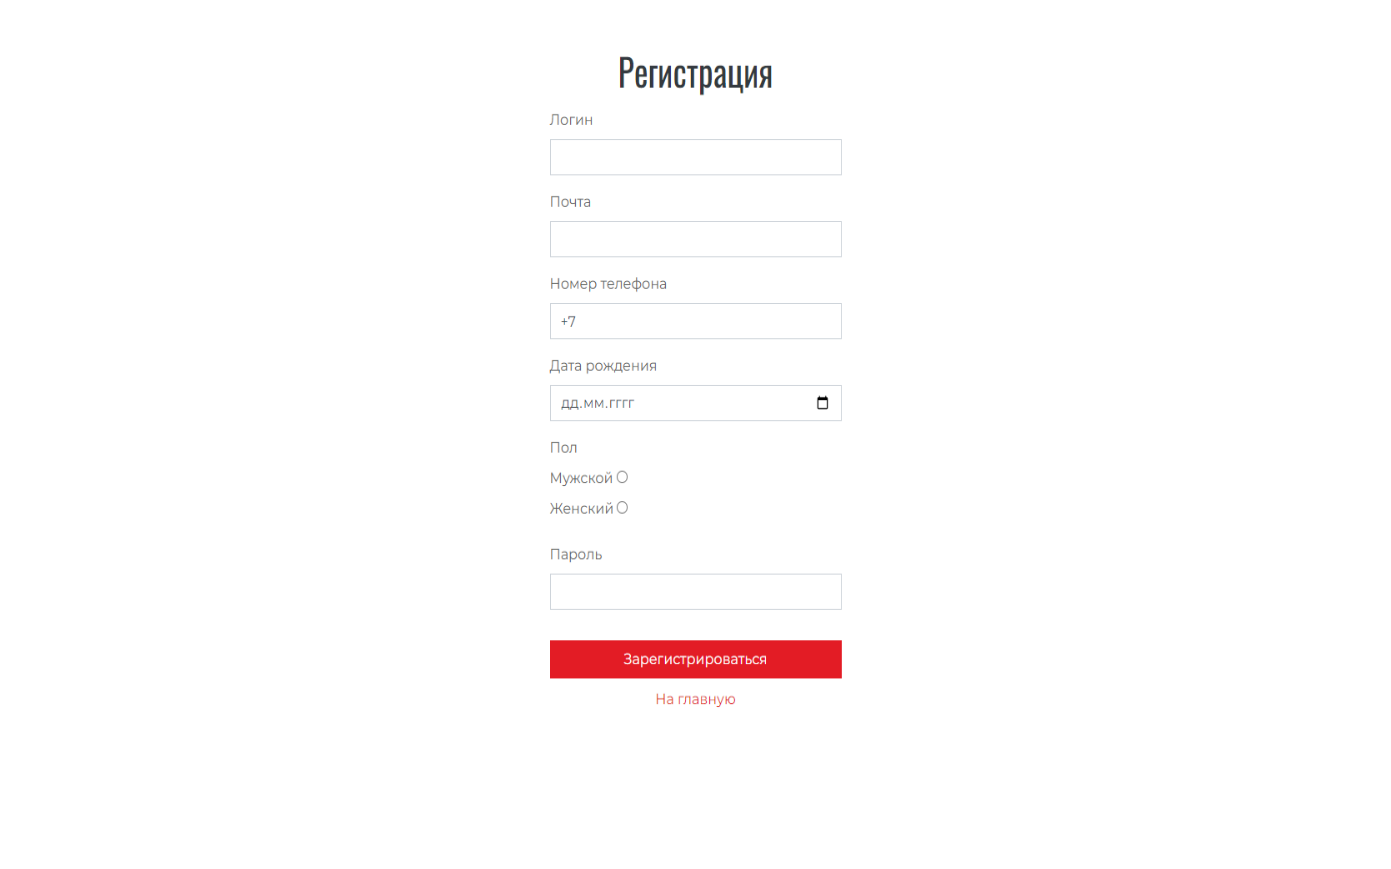 Регистрация
Логин
Почта
Номер телефона
+7
Дата рождения
дд.мм.гггг
Пол
Мужской
Женский
Пароль
Зарегистрироваться
На главную